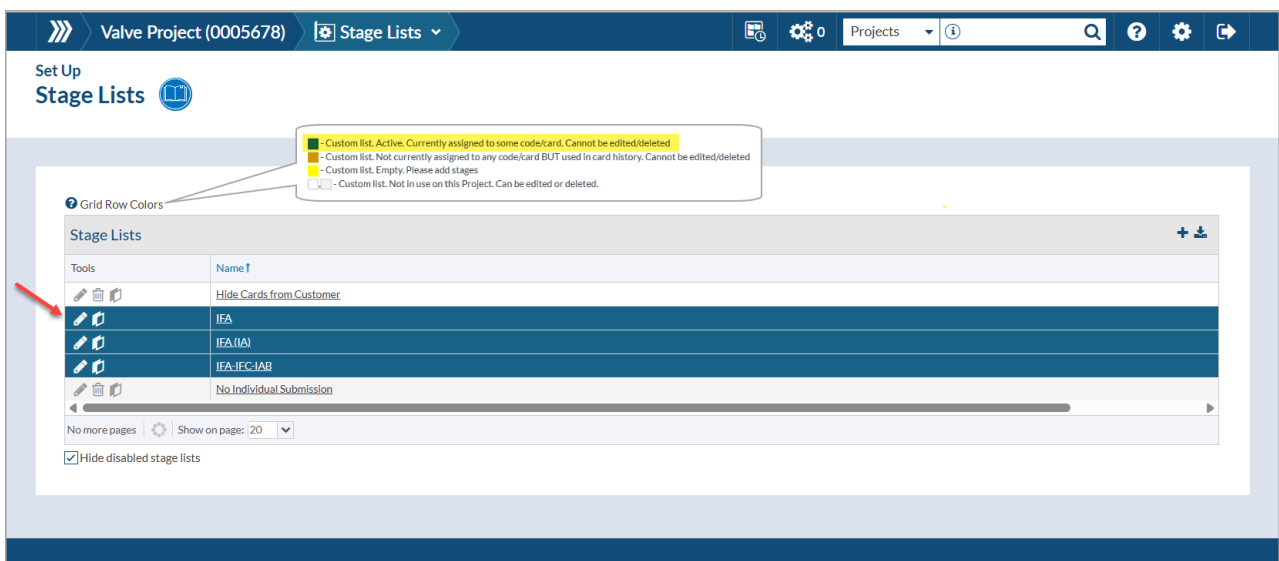 Valve Project (0005678) Stage Lists 0 Projects
Set Up
Stage Lists
- Custom list. Active. Currently assigned to some code/card. Cannot be edited/deleted
- Custom list. Not currently assigned to any code/card BUT used in card history. Cannot be edited/deleted
- Custom list. Empty. Please add stages
, - Custom list. Not in use on this Project. Can be edited or deleted.
Grid Row Colors
Stage Lists
Tools Name
Hide Cards from Customer
IFA
IFA (IA)
IFA-IFC-IAB
No Individual Submission
No more pages Show on page: 20
Hide disabled stage lists